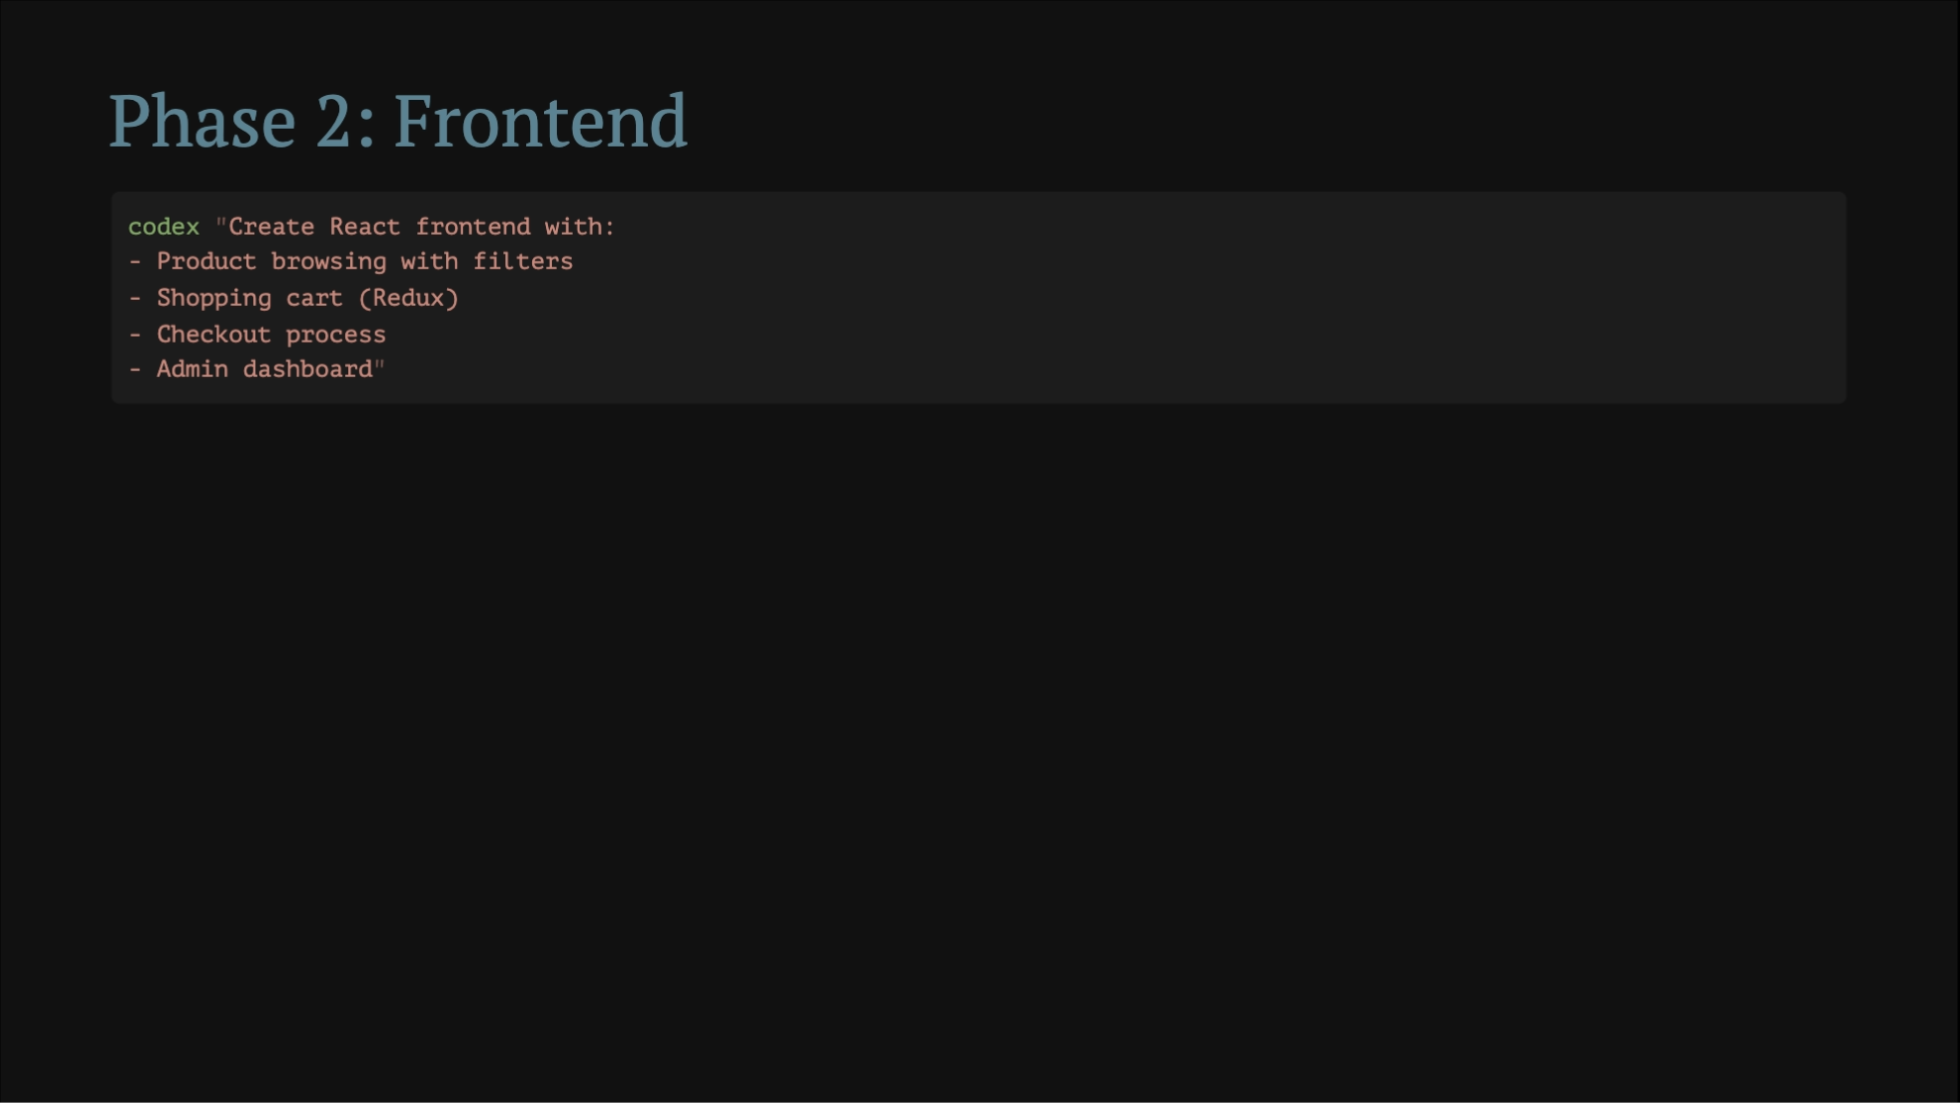 Phase 2: Frontend
codex "Create React frontend with:
- Product browsing with filters
- Shopping cart (Redux)
- Checkout process
- Admin dashboard"